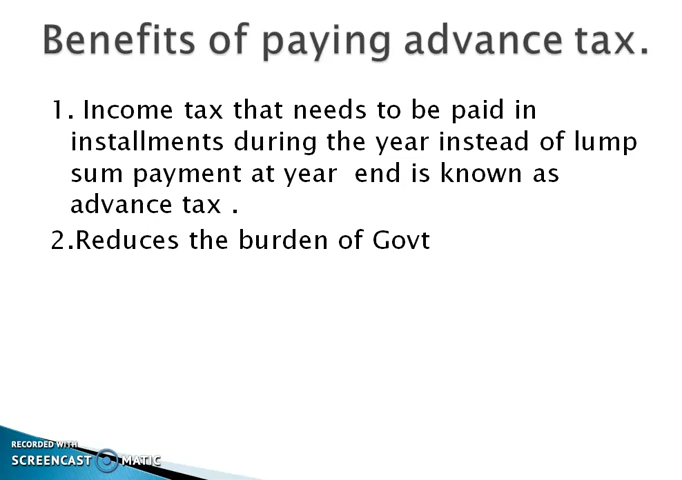 Benefits of paying advance tax.
1. Income tax that needs to be paid in
installments during the year instead of lump
sum payment at year  end is known as
advance tax .
2.Reduces the burden of Govt
RECORDED WITH
SCREENCAST MATIC